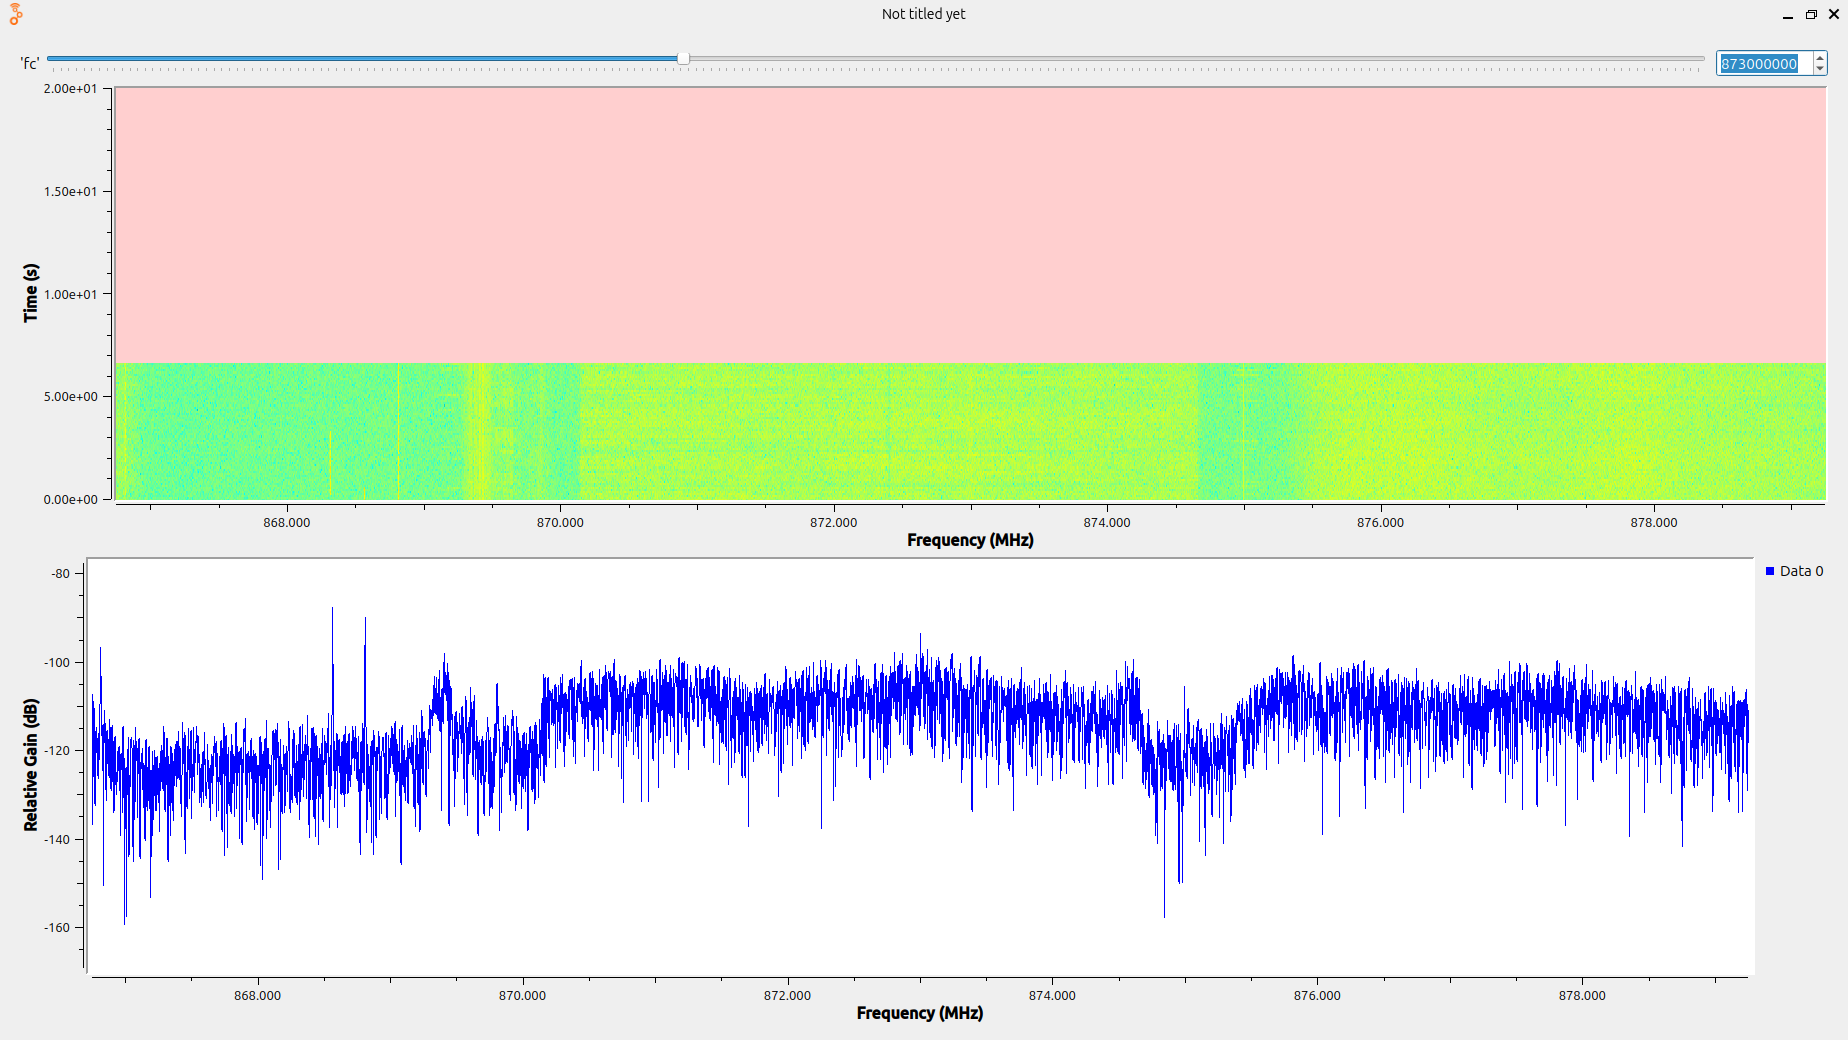 Not titled yet
'fc'
873000000
2.00e+01
1.50e+01
1.00e+01
5.00e+00
0.00e+00
Time (s)
868.000 870.000 872.000 874.000 876.000 878.000
Frequency (MHz)
-80
-100
-120
-140
-160
Relative Gain (dB)
Data 0
868.000 870.000 872.000 874.000 876.000 878.000
Frequency (MHz)